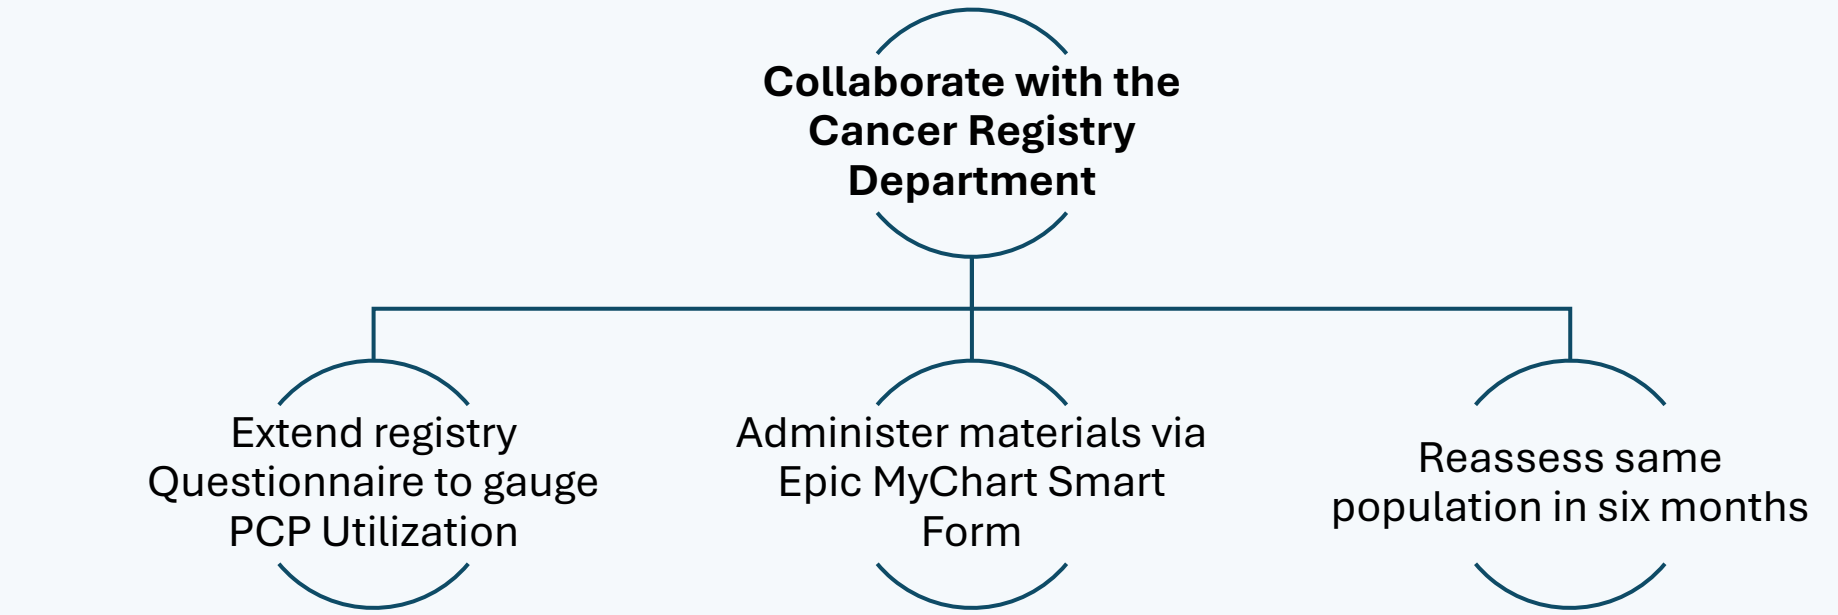 Collaborate with the
Cancer Registry
Department
Extend registry
Questionnaire to gauge
PCP Utilization
Administer materials via
Epic MyChart Smart
Form
Reassess same
population in six months